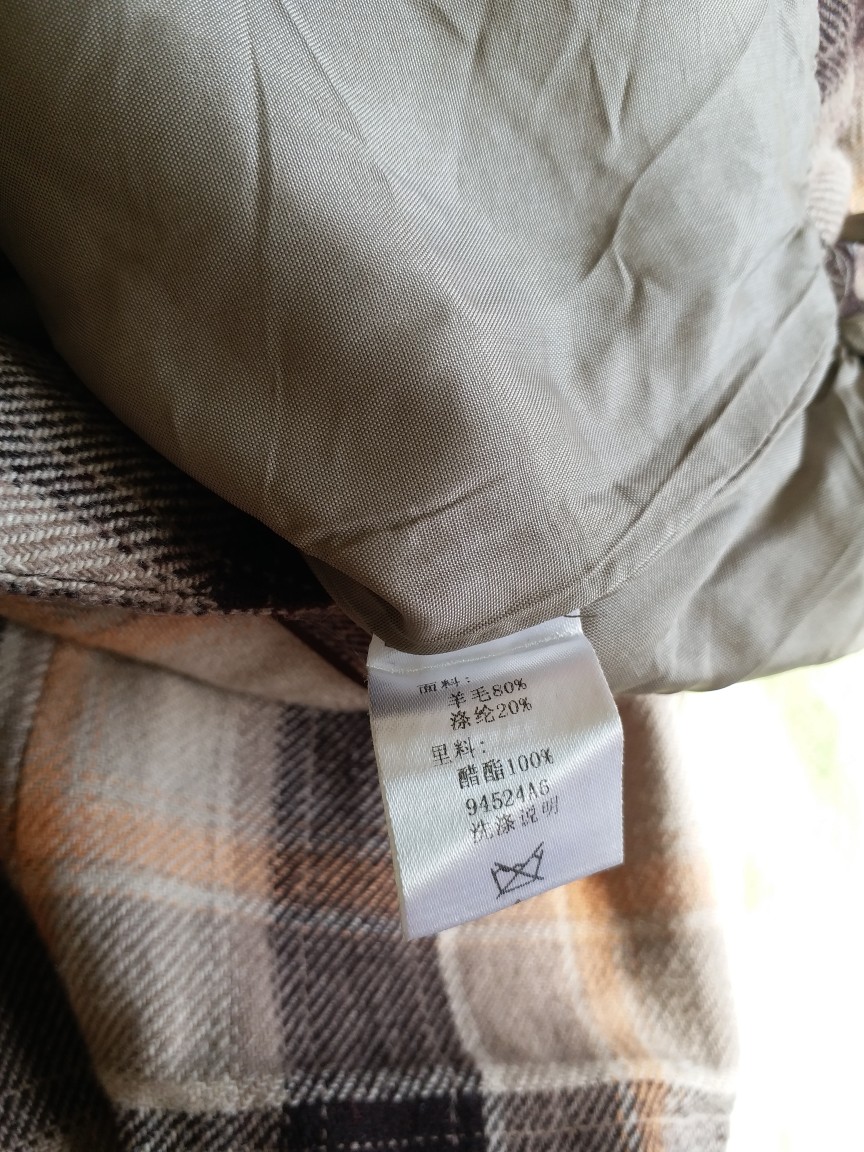 面料:
羊毛80%
涤纶20%
里料:
醋酯100%
94524A6
洗涤说明